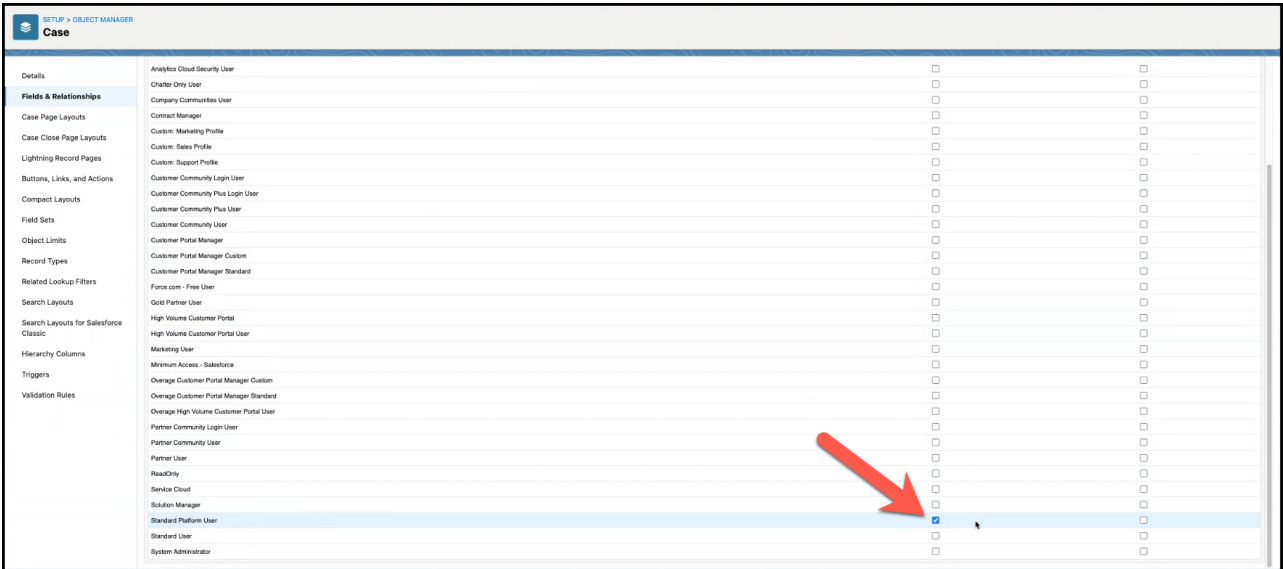 SETUP > OBJECT MANAGER
Case
Details
Fields & Relationships
Case Page Layouts
Case Close Page Layouts
Lightning Record Pages
Buttons, Links, and Actions
Compact Layouts
Field Sets
Object Limits
Record Types
Related Lookup Filters
Search Layouts
Search Layouts for Salesforce
Classic
Hierarchy Columns
Triggers
Validation Rules
Analytics Cloud Security User
Chatter Only User
Company Communities User
Contract Manager
Custom: Marketing Profile
Custom: Sales Profile
Custom: Support Profile
Customer Community Login User
Customer Community Plus Login User
Customer Community Plus User
Customer Community User
Customer Portal Manager
Customer Portal Manager Custom
Customer Portal Manager Standard
Force.com - Free User
Gold Partner User
High Volume Customer Portal
High Volume Customer Portal User
Marketing User
Minimum Access - Salesforce
Overage Customer Portal Manager Custom
Overage Customer Portal Manager Standard
Overage High Volume Customer Portal User
Partner Community Login User
Partner Community User
Partner User
ReadOnly
Service Cloud
Solution Manager
Standard Platform User
Standard User
System Administrator